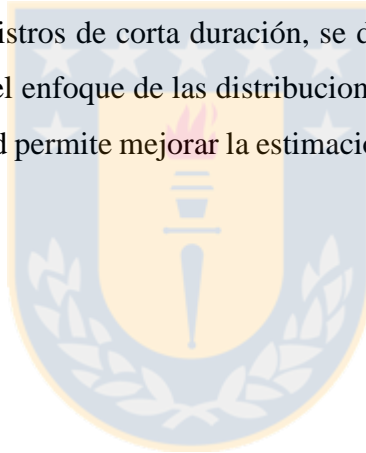 istros de corta duración, se d
el enfoque de las distribucion
d permite mejorar la estimació